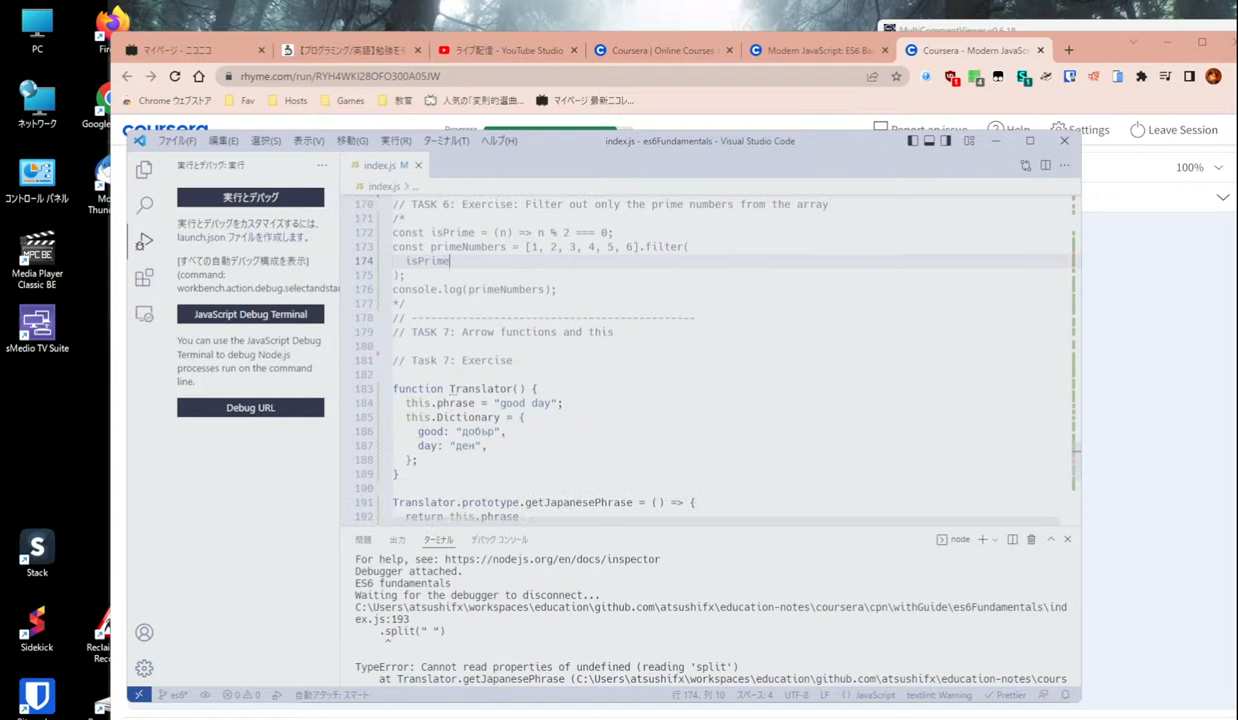 PC
ネットワーク
コントロール パネル
Media Player
Classic BE
sMedio TV Suite
Stack
Sidekick
マイページ - ニコニコ
【プログラミング/英語】勉強を
ライブ配信 - YouTube Studio
Coursera | Online Courses
Modern JavaScript: ES6 Ba
Coursera - Modern JavaSc
rhyme.com/run/RYH4WKI28OFO300A05JW
Chrome ウェブストア
Fav
Hosts
Games
教育
人気の「変則的選曲...
マイページ 最新ニコレ...
Report an issue
Help
Settings
Leave Session
100%
ファイル(F)
編集(E)
選択(S)
表示(V)
移動(G)
実行(R)
ターミナル(T)
ヘルプ(H)
index.js - es6Fundamentals - Visual Studio Code
実行とデバッグ: 実行
実行とデバッグ
実行とデバッグをカスタマイズするには、
launch.json ファイルを作成します。
[すべての自動デバッグ構成を表示]
(command:
workbench.action.debug.selectandsta
JavaScript Debug Terminal
You can use the JavaScript Debug
Terminal to debug Node.js
processes run on the command
line.
Debug URL
index.js M
index.js > ...
170 // TASK 6: Exercise: Filter out only the prime numbers from the array
171 /*
172 const isPrime = (n) => n % 2 === 0;
173 const primeNumbers = [1, 2, 3, 4, 5, 6].filter(
174 isPrime
175 );
176 console.log(primeNumbers);
177 */
178 // --------------------------------------------
179 // TASK 7: Arrow functions and this
180
181 // Task 7: Exercise
182
183 function Translator() {
184 this.phrase = "good day";
185 this.Dictionary = {
186 good: "добър",
187 day: "ден",
188 };
189 }
190
191 Translator.prototype.getJapanesePhrase = () => {
192 return this.phrase
問題
出力
ターミナル
デバッグ コンソール
node
For help, see: https://nodejs.org/en/docs/inspector
Debugger attached.
ES6 fundamentals
Waiting for the debugger to disconnect...
C:\Users\atsushifx\workspaces\education\github.com\atsushifx\education-notes\coursera\cpn\withGuide\es6Fundamentals\ind
ex.js:193
.split(" ")
^
TypeError: Cannot read properties of undefined (reading 'split')
at Translator.getJapanesePhrase (C:\Users\atsushifx\workspaces\education\github.com\atsushifx\education-notes\cours
es6*
0
0
自動アタッチ: スマート
行 174、列 10
スペース: 4
UTF-8
LF
JavaScript
textlint: Warning
Prettier